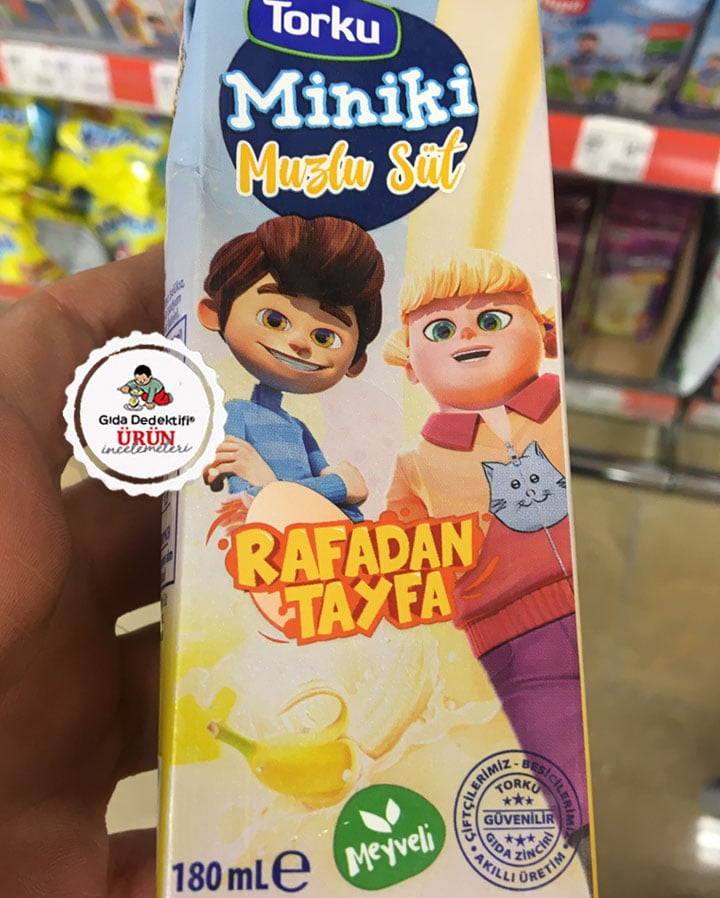 Torku
Miniki
Muzlu Süt
Gıda Dedektifi®
ÜRÜN
incelemeleri
RAFADAN
TAYFA
Meyveli
ÇİFTÇİLERİMİZ - BESİCİLERİMİZ
TORKU
GÜVENİLİR
GIDA ZİNCİRİ
AKILLI ÜRETİM
180 mL e